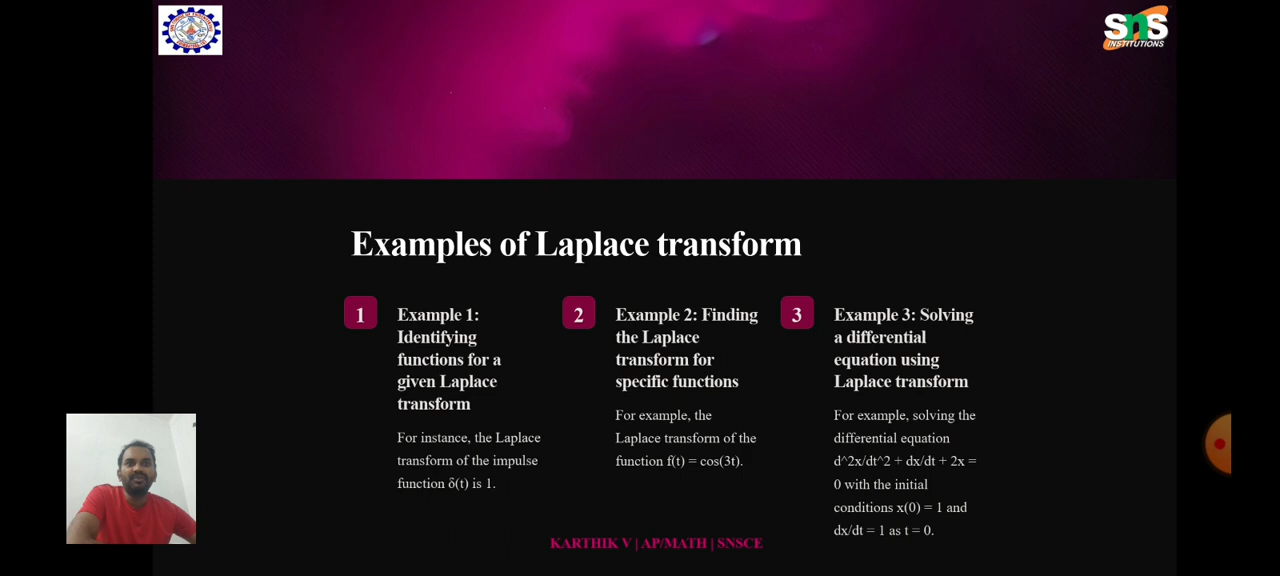 sns
INSTITUTIONS
Examples of Laplace transform
1
Example 1:
Identifying
functions for a
given Laplace
transform
For instance, the Laplace
transform of the impulse
function δ(t) is 1.
2
Example 2: Finding
the Laplace
transform for
specific functions
For example, the
Laplace transform of the
function f(t) = cos(3t).
3
Example 3: Solving
a differential
equation using
Laplace transform
For example, solving the
differential equation
d^2x/dt^2 + dx/dt + 2x =
0 with the initial
conditions x(0) = 1 and
dx/dt = 1 as t = 0.
KARTHIK V | AP/MATH | SNSCE